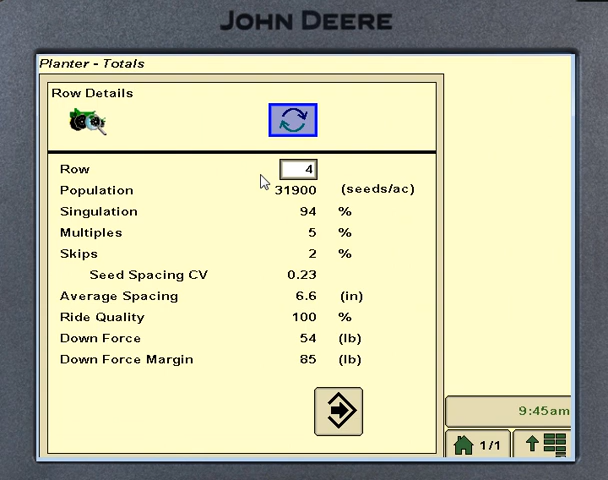 JOHN DEERE
Planter - Totals
Row Details
Row 4
Population 31900 (seeds/ac)
Singulation 94 %
Multiples 5 %
Skips 2 %
Seed Spacing CV 0.23
Average Spacing 6.6 (in)
Ride Quality 100 %
Down Force 54 (lb)
Down Force Margin 85 (lb)
9:45am
1/1